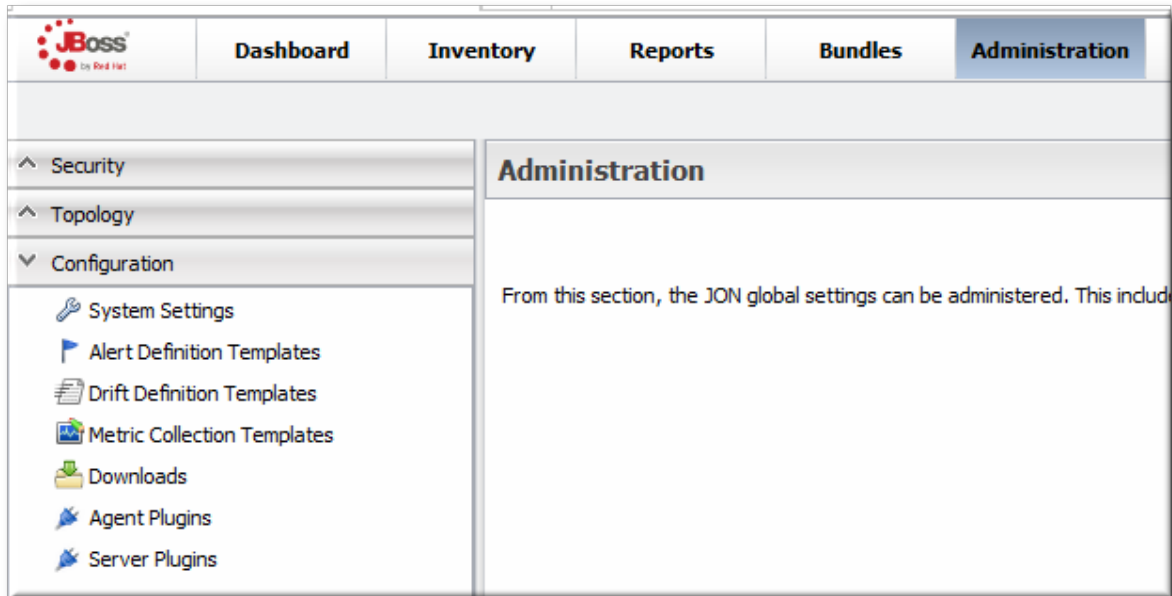 JBoss
by Red Hat
Dashboard
Inventory
Reports
Bundles
Administration
Security
Topology
Configuration
System Settings
Alert Definition Templates
Drift Definition Templates
Metric Collection Templates
Downloads
Agent Plugins
Server Plugins
Administration
From this section, the JON global settings can be administered. This include